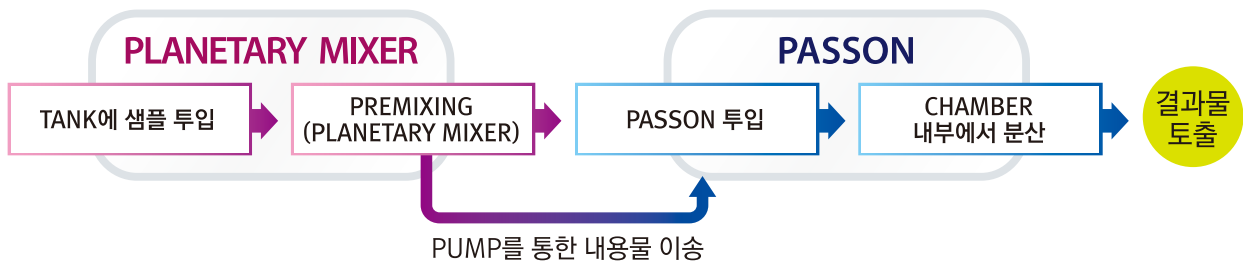 PLANETARY MIXER
TANK에 샘플 투입
PREMIXING
(PLANETARY MIXER)
PASSON
PASSON 투입
CHAMBER
내부에서 분산
결과물
토출
PUMP를 통한 내용물 이송